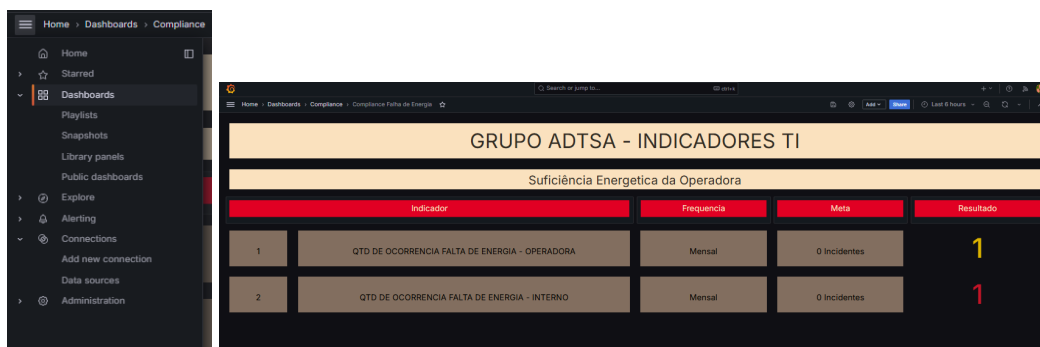 Home › Dashboards › Compliance
Home
Starred
Dashboards
Playlists
Snapshots
Library panels
Public dashboards
Explore
Alerting
Connections
Add new connection
Data sources
Administration
Search or jump to... ctrl+k
Home › Dashboards › Compliance › Compliance Falha de Energia Add Share Last 6 hours
GRUPO ADTSA - INDICADORES TI
Suficiência Energetica da Operadora
Indicador Frequencia Meta Resultado
1 QTD DE OCORRENCIA FALTA DE ENERGIA - OPERADORA Mensal 0 Incidentes 1
2 QTD DE OCORRENCIA FALTA DE ENERGIA - INTERNO Mensal 0 Incidentes 1